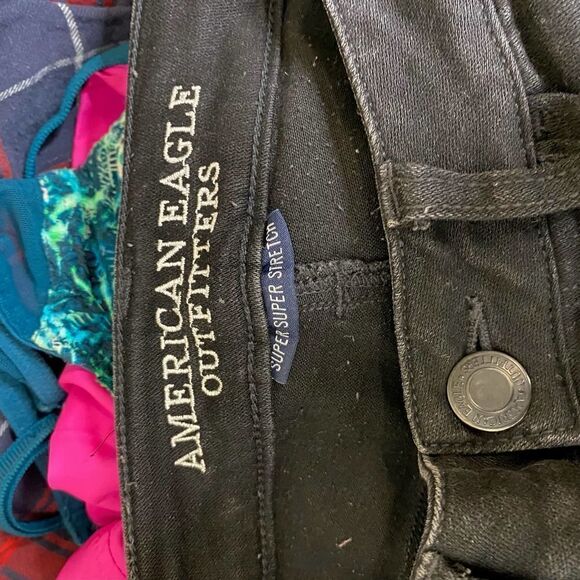 AMERICAN EAGLE
OUTFITTERS
SUPER SUPER STRETCH